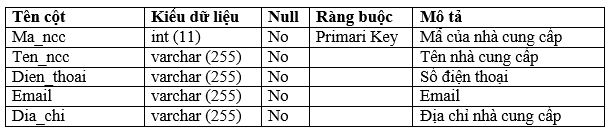 Tên cột Kiểu dữ liệu Null Ràng buộc Mô tả
Ma_ncc int (11) No Primari Key Mã của nhà cung cấp
Ten_ncc varchar (255) No Tên nhà cung cấp
Dien_thoai varchar (255) No Số điện thoại
Email varchar (255) No Email
Dia_chi varchar (255) No Địa chỉ nhà cung cấp